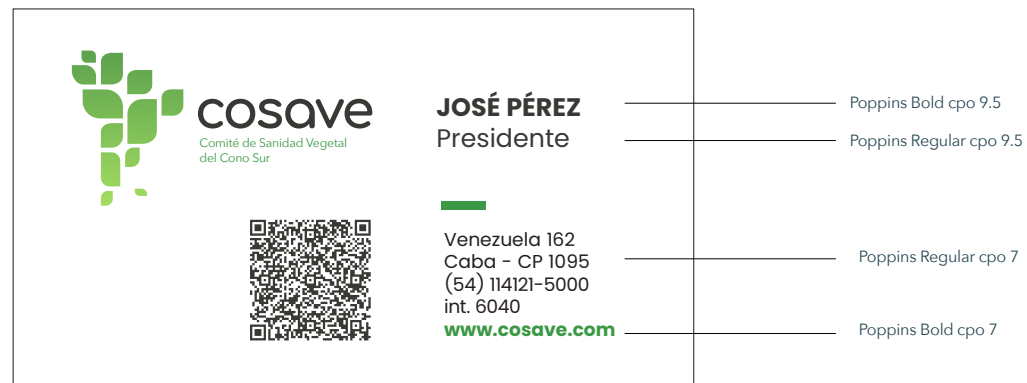 cosave
Comité de Sanidad Vegetal
del Cono Sur
JOSÉ PÉREZ
Presidente
Venezuela 162
Caba - CP 1095
(54) 114121-5000
int. 6040
www.cosave.com
Poppins Bold cpo 9.5
Poppins Regular cpo 9.5
Poppins Regular cpo 7
Poppins Bold cpo 7